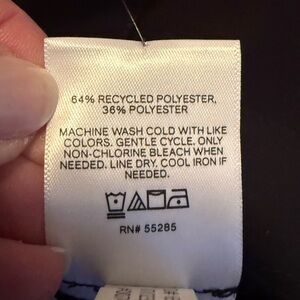 64% RECYCLED POLYESTER,
36% POLYESTER
MACHINE WASH COLD WITH LIKE
COLORS. GENTLE CYCLE. ONLY
NON-CHLORINE BLEACH WHEN
NEEDED. LINE DRY. COOL IRON IF
NEEDED.
RN# 55285